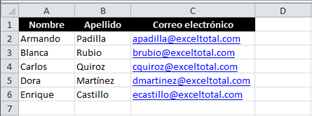 A B C D
1 Nombre Apellido Correo electrónico
2 Armando Padilla apadilla@exceltotal.com
3 Blanca Rubio brubio@exceltotal.com
4 Carlos Quiroz cquiroz@exceltotal.com
5 Dora Martínez dmartinez@exceltotal.com
6 Enrique Castillo ecastillo@exceltotal.com
7